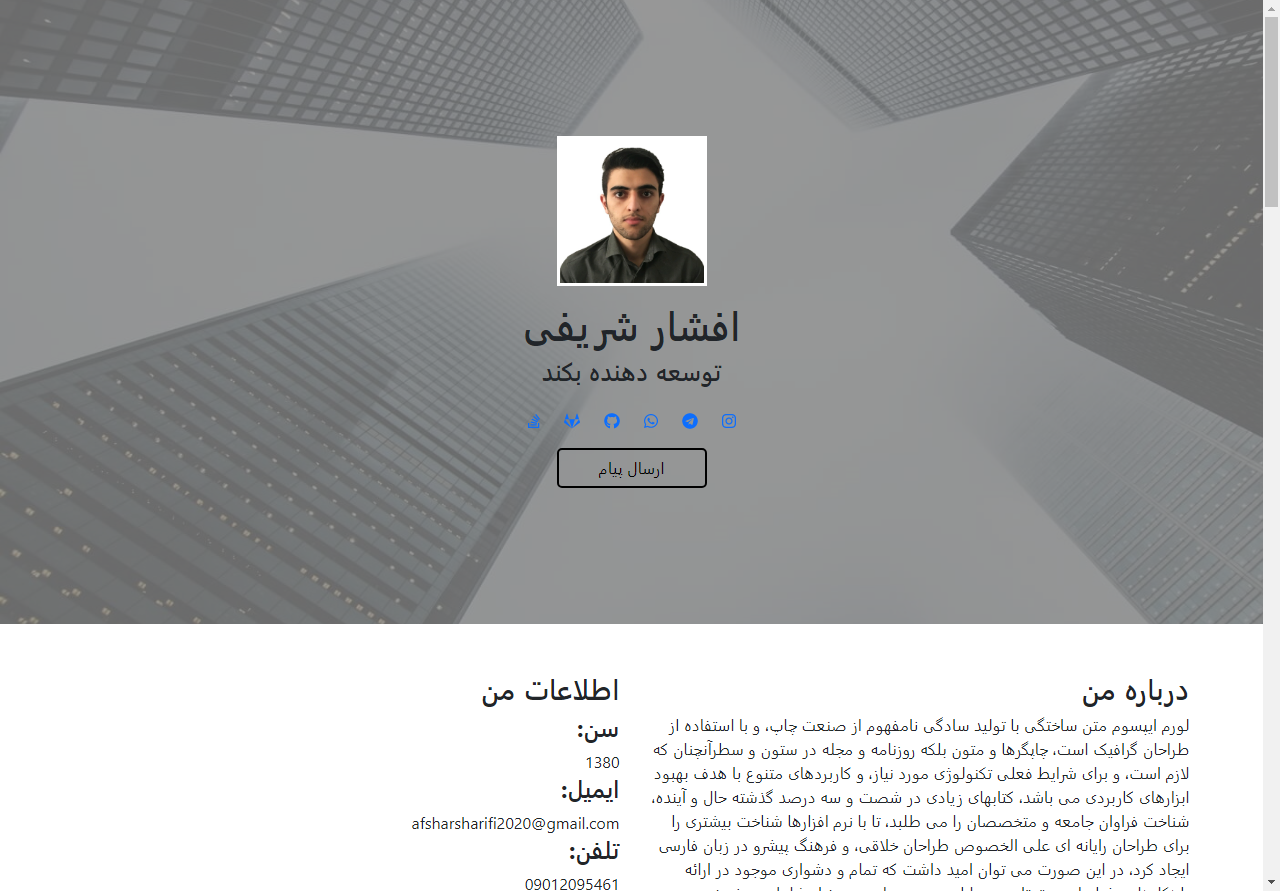 افشار شریفی
توسعه دهنده بکند
ارسال پیام
درباره من
لورم ایپسوم متن ساختگی با تولید سادگی نامفهوم از صنعت چاپ، و با استفاده از
طراحان گرافیک است، چاپگرها و متون بلکه روزنامه و مجله در ستون و سطرآنچنان که
لازم است، و برای شرایط فعلی تکنولوژی مورد نیاز، و کاربردهای متنوع با هدف بهبود
ابزارهای کاربردی می باشد، کتابهای زیادی در شصت و سه درصد گذشته حال و آینده،
شناخت فراوان جامعه و متخصصان را می طلبد، تا با نرم افزارها شناخت بیشتری را
برای طراحان رایانه ای علی الخصوص طراحان خلاقی، و فرهنگ پیشرو در زبان فارسی
ایجاد کرد، در این صورت می توان امید داشت که تمام و دشواری موجود در ارائه
اطلاعات من
سن:
1380
ایمیل:
afsharsharifi2020@gmail.com
تلفن:
09012095461